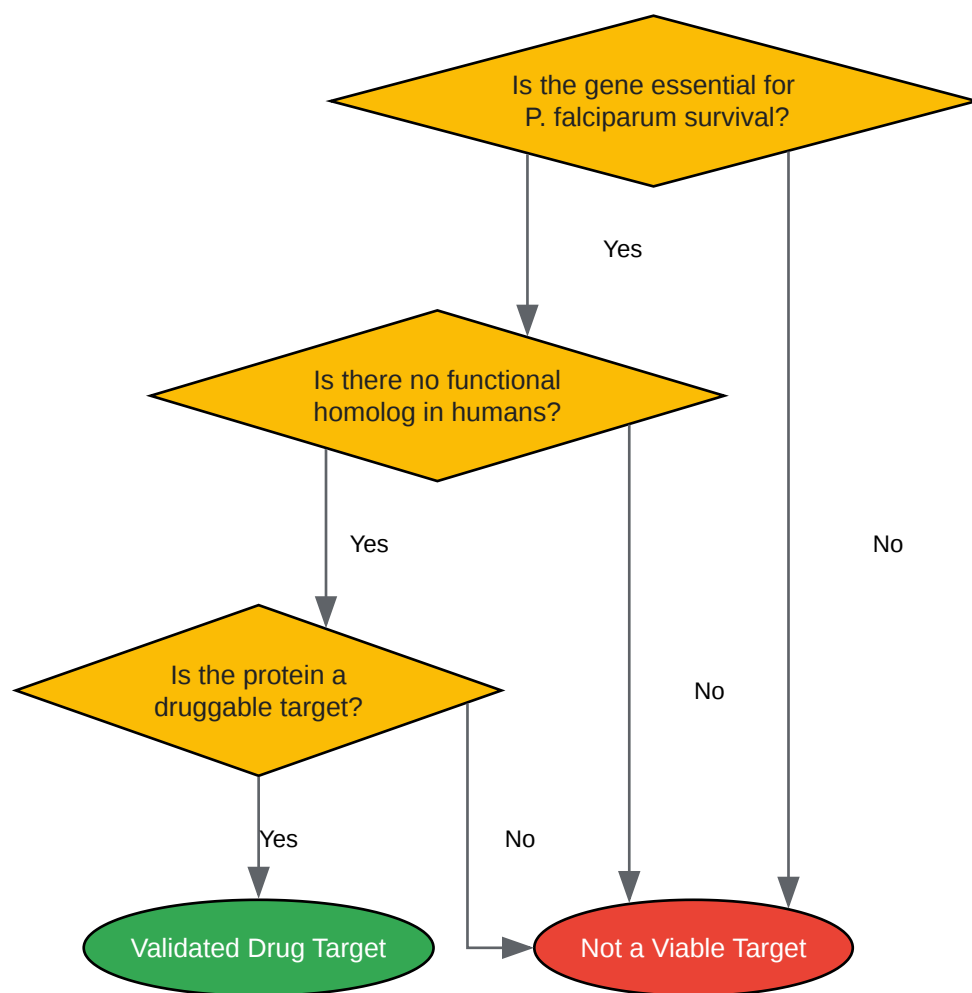 Is the gene essential for
P. falciparum survival?
Yes
Is there no functional
homolog in humans?
Yes
No
Is the protein a
druggable target?
No
Yes
No
Validated Drug Target
Not a Viable Target